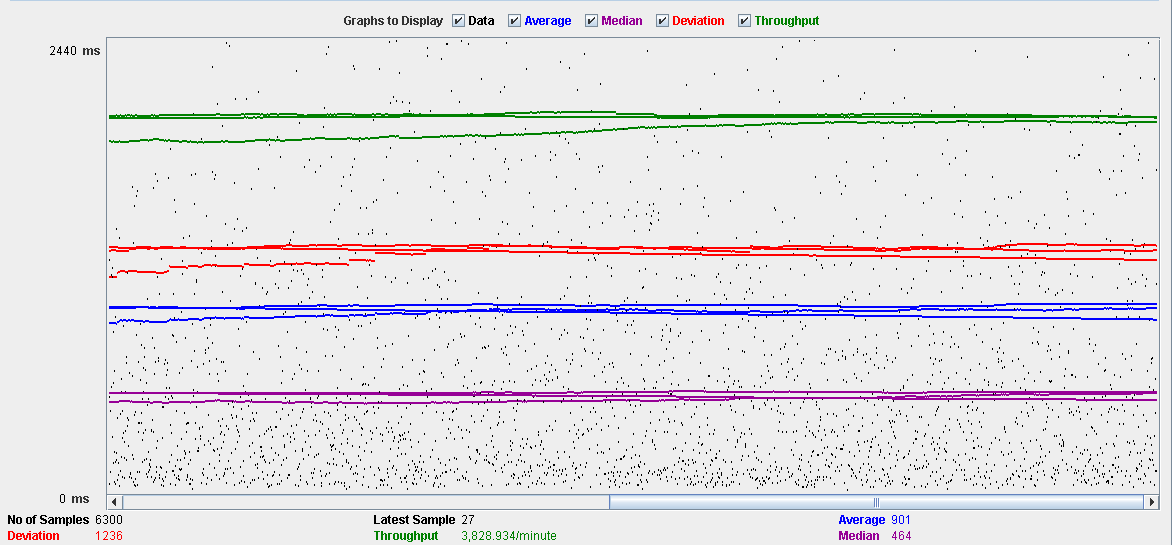 Graphs to Display Data Average Median Deviation Throughput
2440 ms
0 ms
No of Samples 6300 Latest Sample 27 Average 901
Deviation 1236 Throughput 3,828.934/minute Median 464